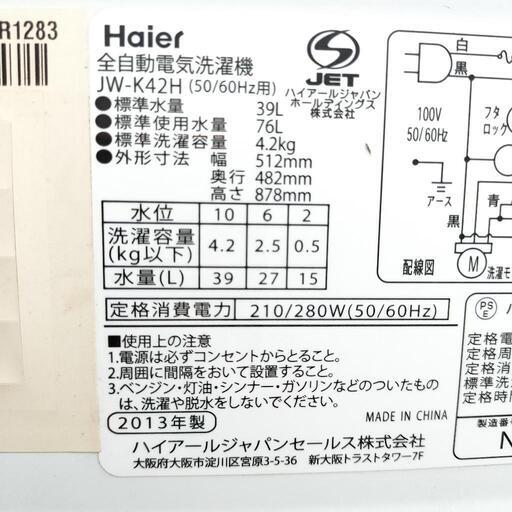 R1283
Haier
全自動電気洗濯機
JW-K42H (50/60Hz用)
S
JET
ハイアールジャパン
ホールディングス
株式会社
■標準水量 39L
■標準使用水量 76L
■標準洗濯容量 4.2kg
■外形寸法 幅 512mm
奥行 482mm
高さ 878mm
水位 10 6 2
洗濯容量
(kg以下) 4.2 2.5 0.5
水量(L) 39 27 15
定格消費電力 210/280W(50/60Hz)
白
黒
100V
50/60Hz
フタ
ロック
アース
青
黒
配線図
M
洗濯モ
■使用上の注意
1.電源は必ずコンセントからとること。
2.周囲に間隔をおいて設置すること。
3.ベンジン・灯油・シンナー・ガソリンなどのついたもの
は、洗濯や脱水をしないでください。
MADE IN CHINA
2013年製
ハイアールジャパンセールス株式会社
大阪府大阪市淀川区宮原3-5-36 新大阪トラストタワー7F
PS
E
定格電
定格周
定格消
標準洗
定格時
製造番
N